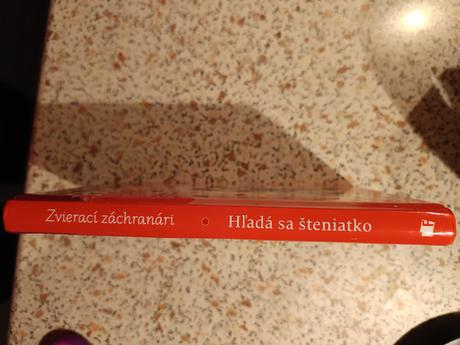 Zvierací záchranári • Hľadá sa šteniatko